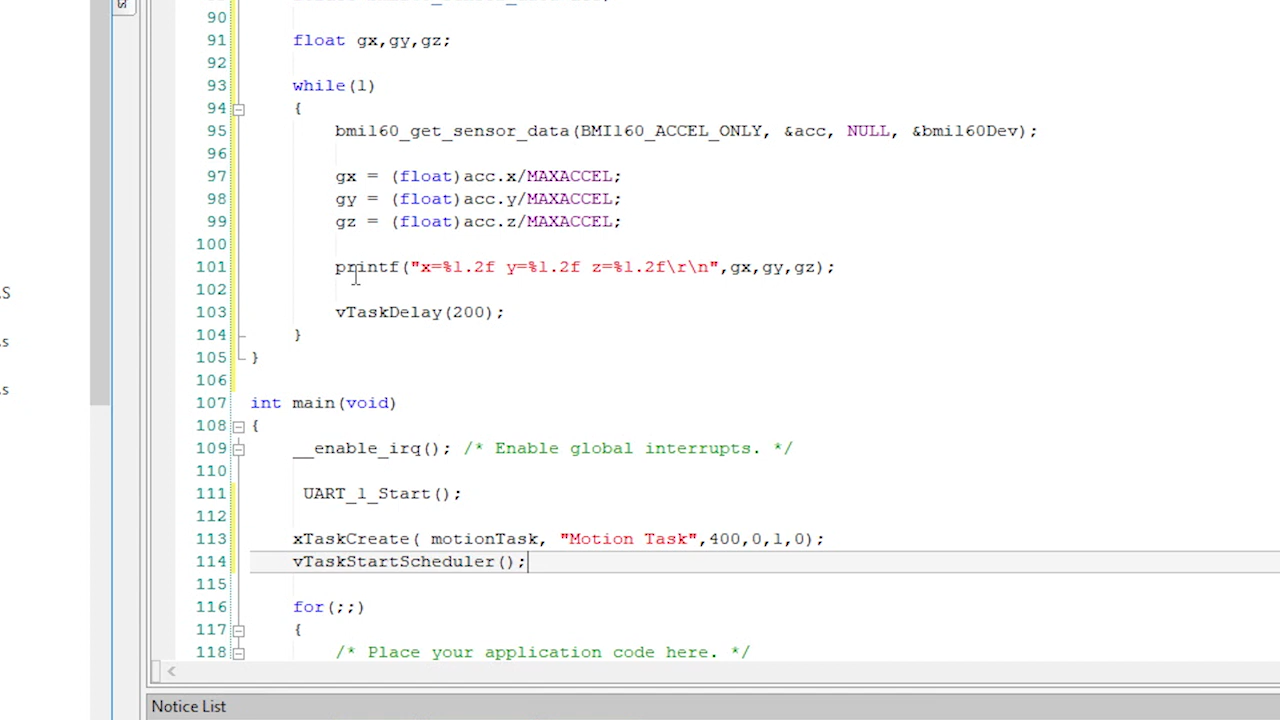 90
91 float gx,gy,gz;
92
93 while(1)
94 {
95 bmi160_get_sensor_data(BMI160_ACCEL_ONLY, &acc, NULL, &bmi160Dev);
96
97 gx = (float)acc.x/MAXACCEL;
98 gy = (float)acc.y/MAXACCEL;
99 gz = (float)acc.z/MAXACCEL;
100
101 printf("x=%1.2f y=%1.2f z=%1.2f\r\n",gx,gy,gz);
102
103 vTaskDelay(200);
104 }
105 }
106
107 int main(void)
108 {
109 __enable_irq(); /* Enable global interrupts. */
110
111 UART_1_Start();
112
113 xTaskCreate( motionTask, "Motion Task",400,0,1,0);
114 vTaskStartScheduler();
115
116 for(;;)
117 {
118 /* Place your application code here. */
Notice List